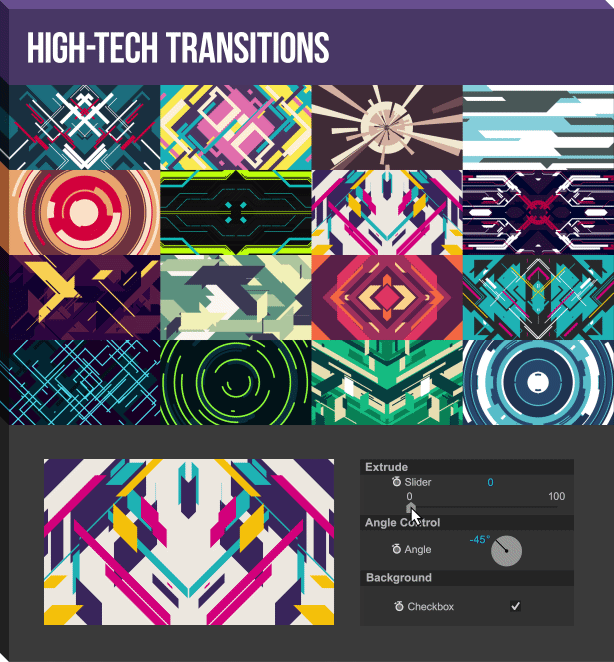 HIGH-TECH TRANSITIONS
Extrude
Slider 0
0 100
Angle Control
Angle -45°
Background
Checkbox